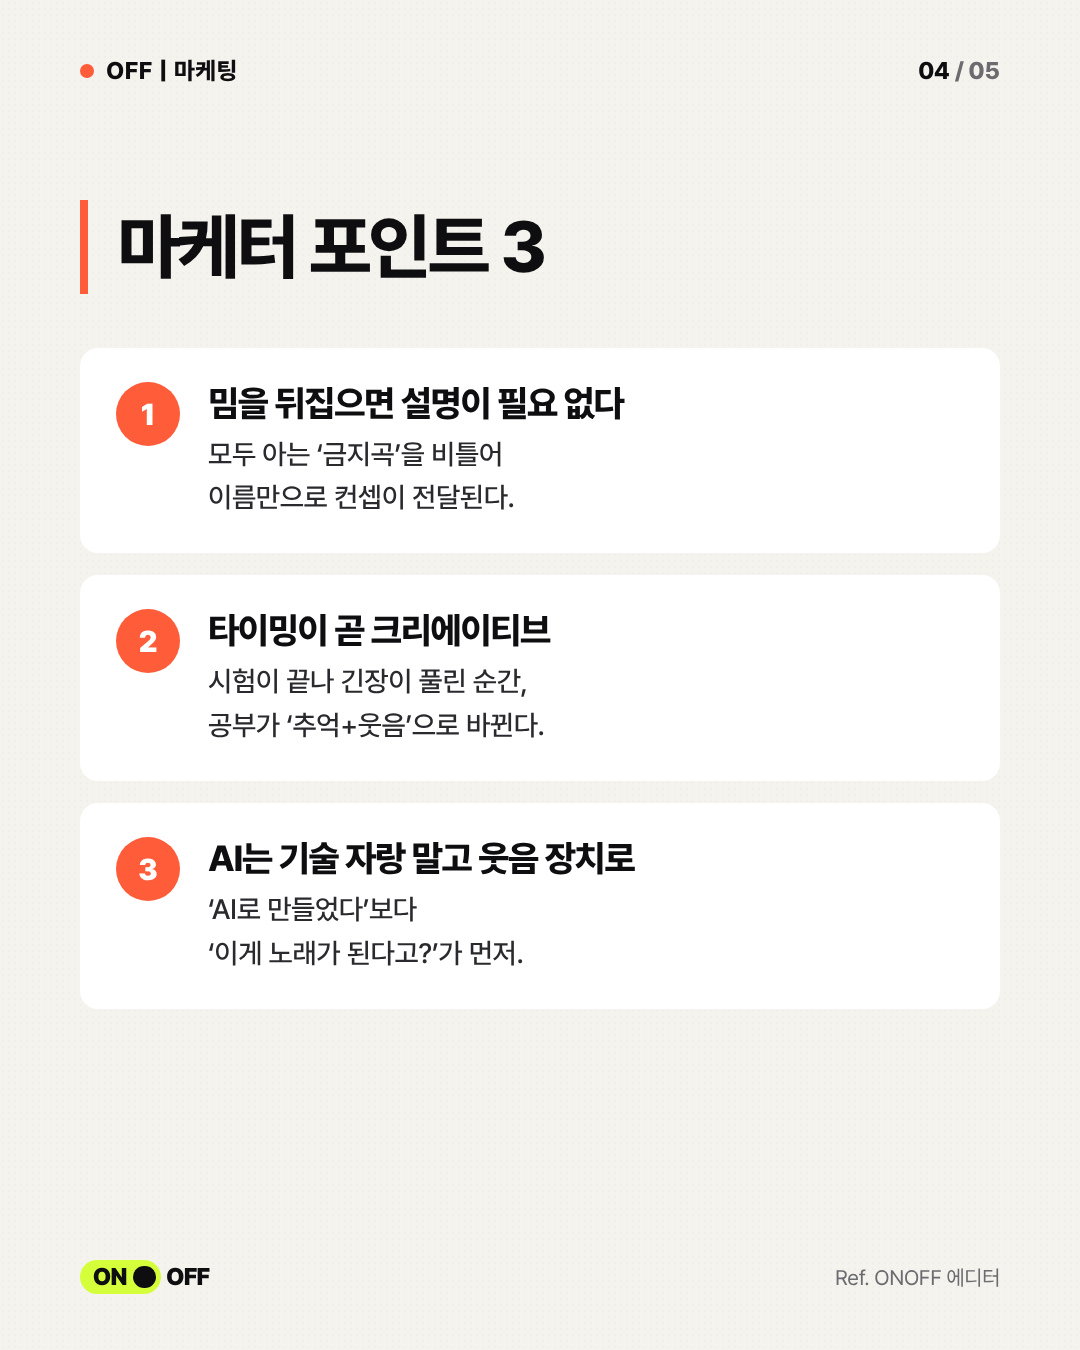 OFF | 마케팅
04 / 05
마케터 포인트 3
1
밈을 뒤집으면 설명이 필요 없다
모두 아는 ‘금지곡’을 비틀어
이름만으로 컨셉이 전달된다.
2
타이밍이 곧 크리에이티브
시험이 끝나 긴장이 풀린 순간,
공부가 ‘추억+웃음’으로 바뀐다.
3
AI는 기술 자랑 말고 웃음 장치로
‘AI로 만들었다’보다
‘이게 노래가 된다고?’가 먼저.
ON OFF
Ref. ONOFF 에디터